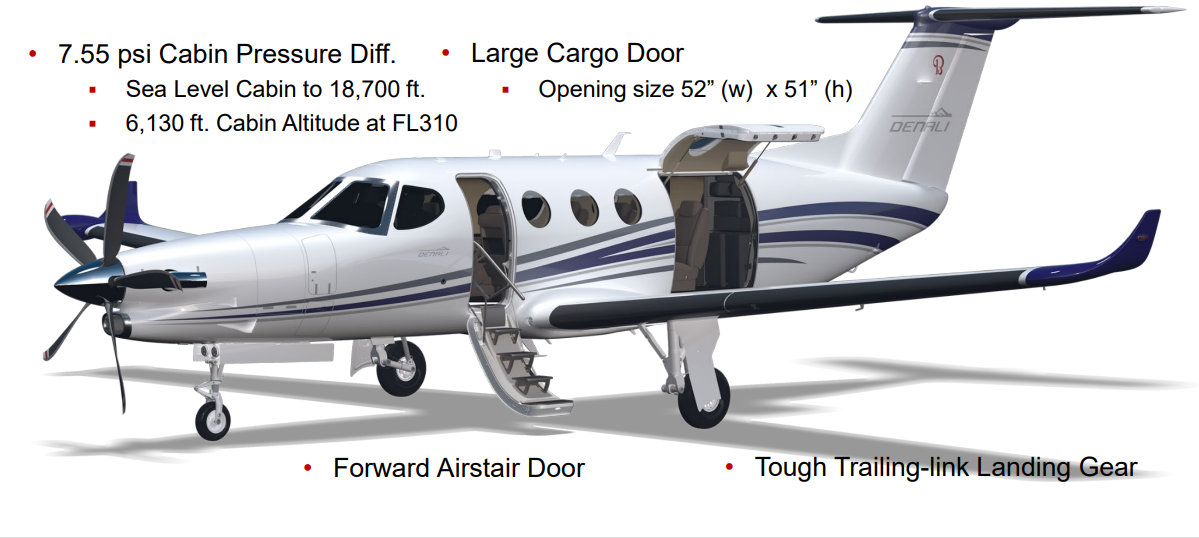 • 7.55 psi Cabin Pressure Diff.
▪ Sea Level Cabin to 18,700 ft.
▪ 6,130 ft. Cabin Altitude at FL310
• Large Cargo Door
▪ Opening size 52” (w) x 51” (h)
B
DENALI
DENALI
• Forward Airstair Door
• Tough Trailing-link Landing Gear